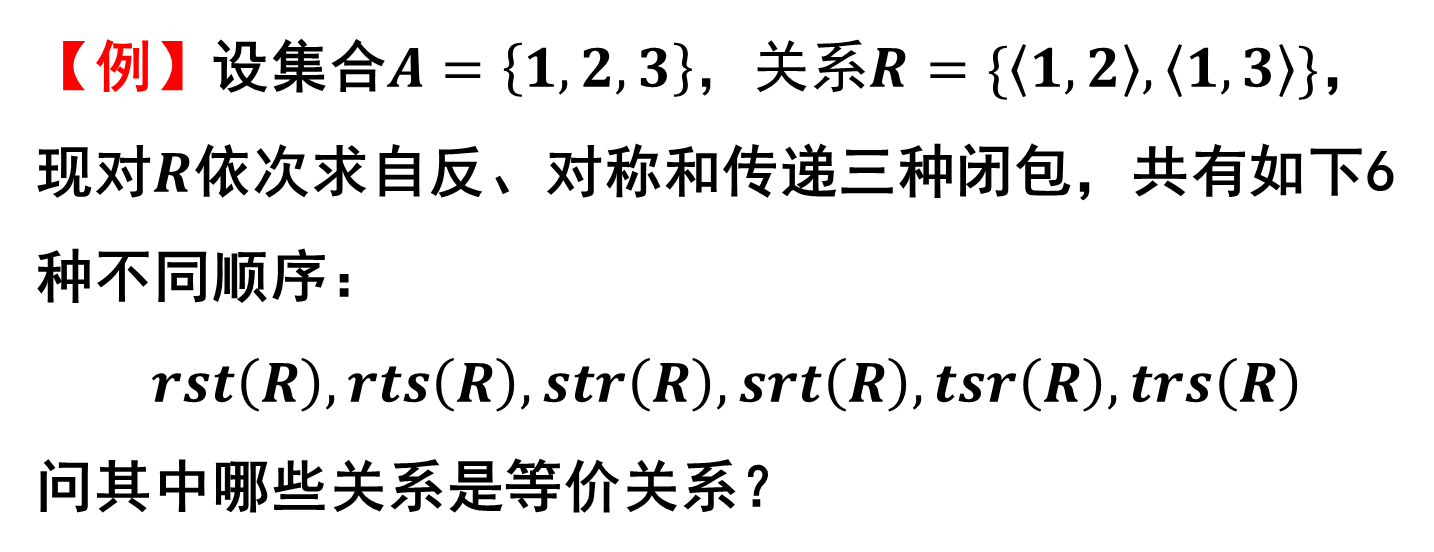 【例】设集合A = {1, 2, 3}，关系R = {⟨1, 2⟩, ⟨1, 3⟩}，
现对R依次求自反、对称和传递三种闭包，共有如下6
种不同顺序：
rst(R), rts(R), str(R), srt(R), tsr(R), trs(R)
问其中哪些关系是等价关系？